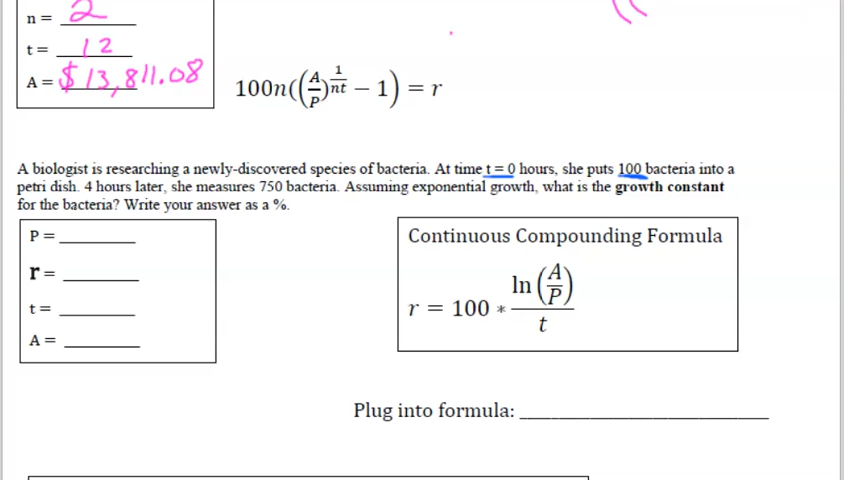 n = 2
t = 12
A = $13,811.08
100n((A/P)^(1/nt) − 1) = r
A biologist is researching a newly-discovered species of bacteria. At time t = 0 hours, she puts 100 bacteria into a
petri dish. 4 hours later, she measures 750 bacteria. Assuming exponential growth, what is the growth constant
for the bacteria? Write your answer as a %.
P = ________
r = ________
t = ________
A = ________
Continuous Compounding Formula
r = 100 * ln(A/P)/t
Plug into formula: ________________________